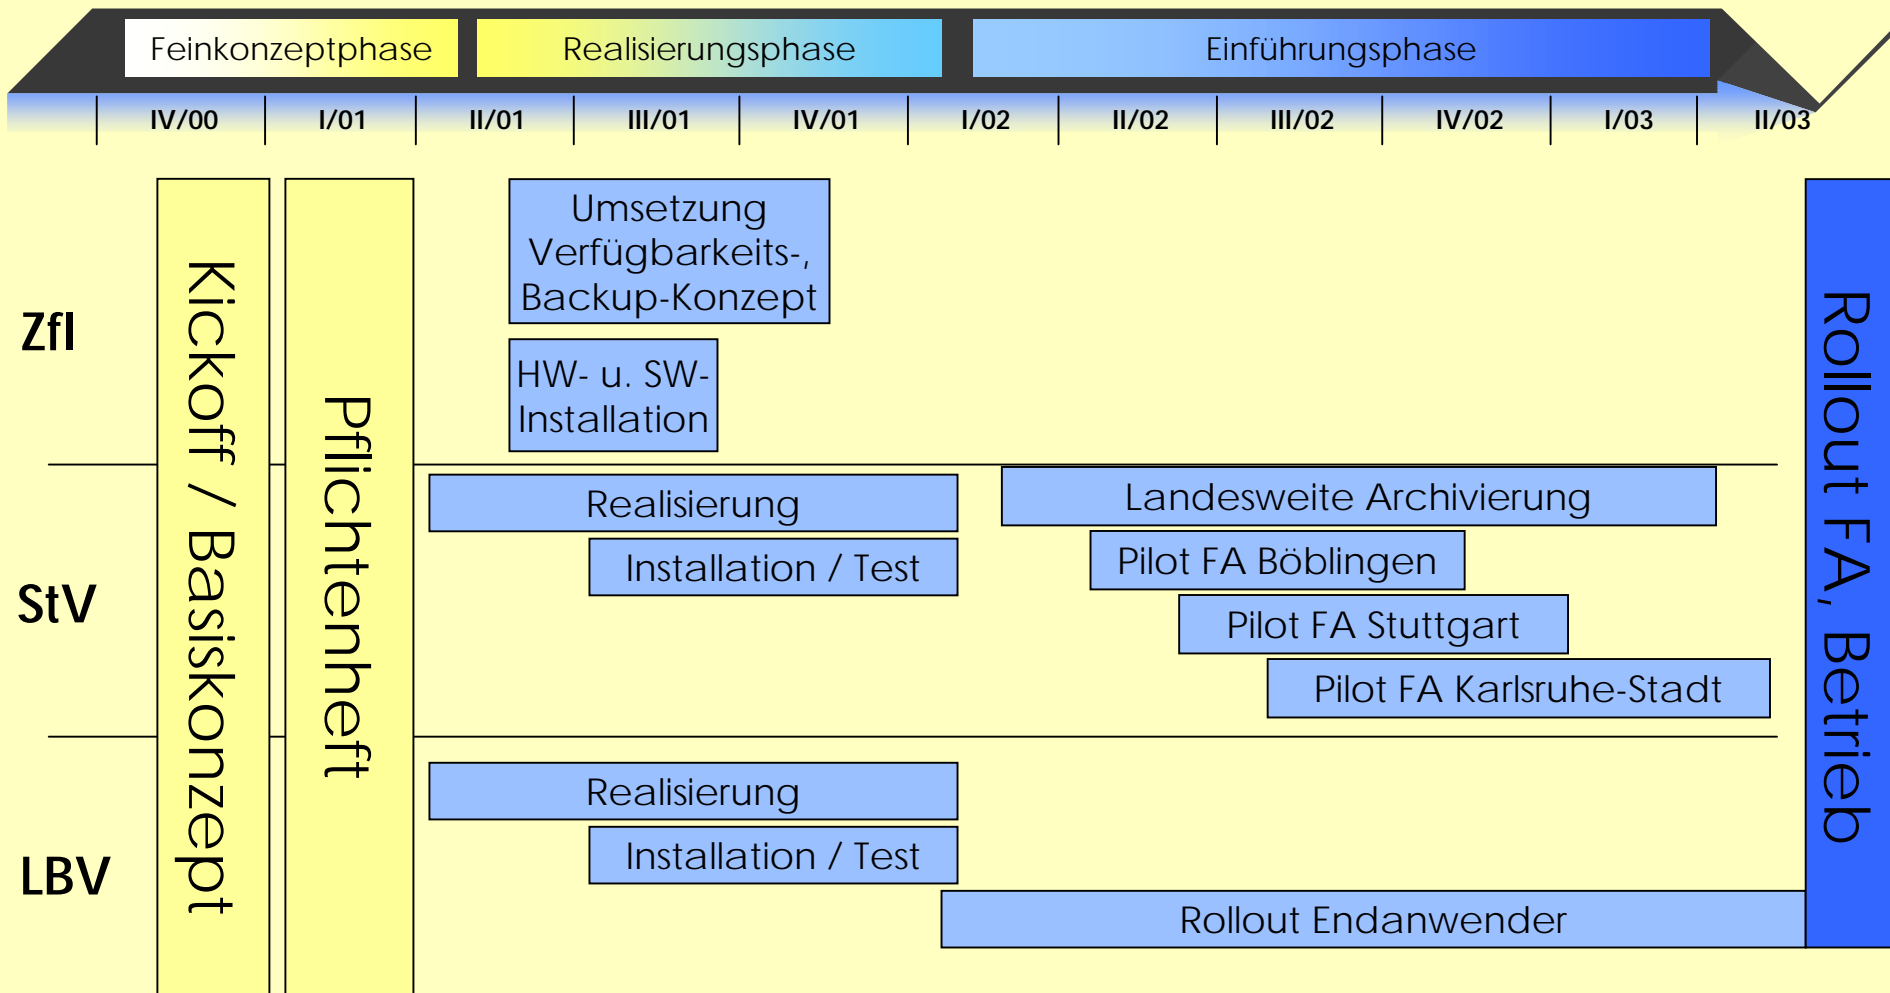 Feinkonzeptphase
Realisierungsphase
Einführungsphase
IV/00
I/01
II/01
III/01
IV/01
I/02
II/02
III/02
IV/02
I/03
II/03
Kickoff / Basiskonzept
Pflichtenheft
ZfI
Umsetzung
Verfügbarkeits-,
Backup-Konzept
HW- u. SW-
Installation
StV
Realisierung
Installation / Test
Landesweite Archivierung
Pilot FA Böblingen
Pilot FA Stuttgart
Pilot FA Karlsruhe-Stadt
LBV
Realisierung
Installation / Test
Rollout Endanwender
Rollout FA, Betrieb